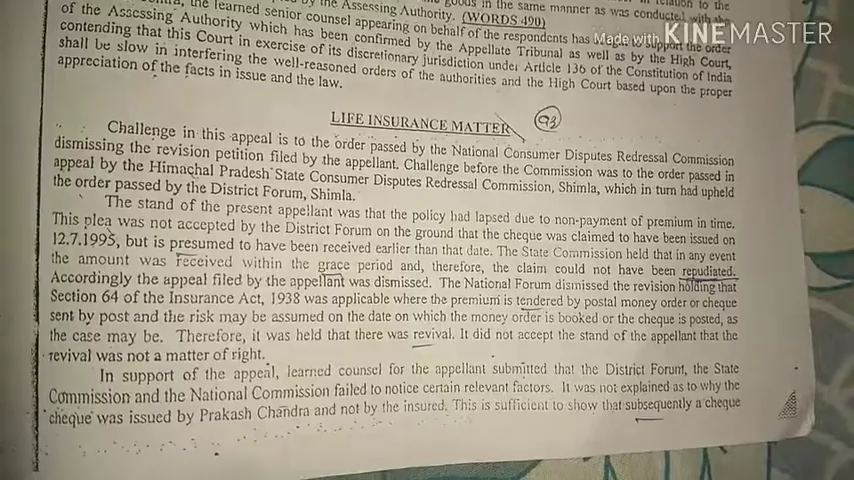 goods in the same manner as was conducted with the
by the Assessing Authority. (WORDS 490)
the learned senior counsel appearing on behalf of the respondents has sought to support the order
of the Assessing Authority which has been confirmed by the Appellate Tribunal as well as by the High Court,
contending that this Court in exercise of its discretionary jurisdiction under Article 136 of the Constitution of India
shall be slow in interfering the well-reasoned orders of the authorities and the High Court based upon the proper
appreciation of the facts in issue and the law.
Made with KINEMASTER
LIFE INSURANCE MATTER 93
Challenge in this appeal is to the order passed by the National Consumer Disputes Redressal Commission
dismissing the revision petition filed by the appellant. Challenge before the Commission was to the order passed in
appeal by the Himachal Pradesh State Consumer Disputes Redressal Commission, Shimla, which in turn had upheld
the order passed by the District Forum, Shimla.
The stand of the present appellant was that the policy had lapsed due to non-payment of premium in time.
This plea was not accepted by the District Forum on the ground that the cheque was claimed to have been issued on
12.7.1995, but is presumed to have been received earlier than that date. The State Commission held that in any event
the amount was received within the grace period and, therefore, the claim could not have been repudiated.
Accordingly the appeal filed by the appellant was dismissed. The National Forum dismissed the revision holding that
Section 64 of the Insurance Act, 1938 was applicable where the premium is tendered by postal money order or cheque
sent by post and the risk may be assumed on the date on which the money order is booked or the cheque is posted, as
the case may be. Therefore, it was held that there was revival. It did not accept the stand of the appellant that the
revival was not a matter of right.
In support of the appeal, learned counsel for the appellant submitted that the District Forum, the State
Commission and the National Commission failed to notice certain relevant factors. It was not explained as to why the
cheque was issued by Prakash Chandra and not by the insured. This is sufficient to show that subsequently a cheque